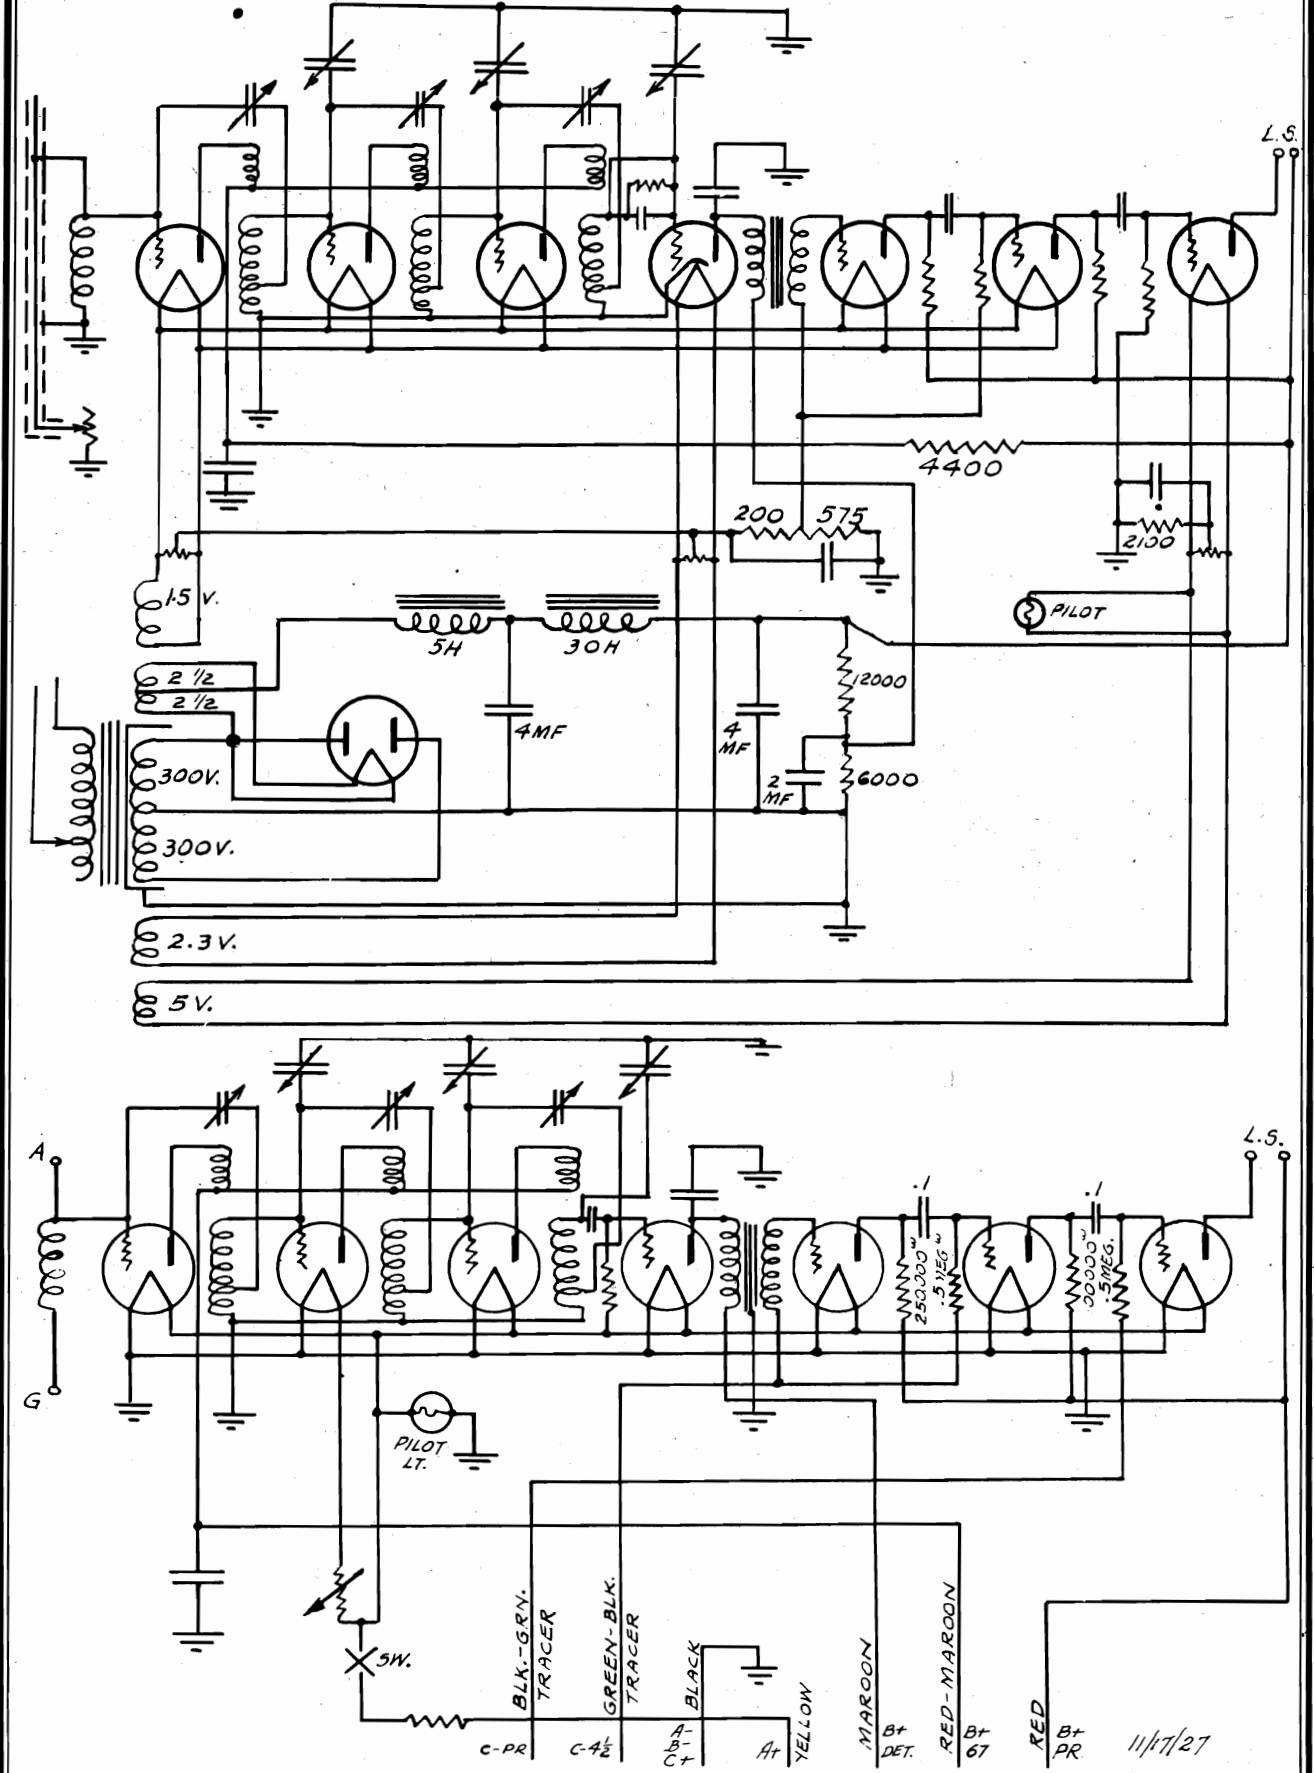 L.S.
4400
200
575
2100
1.5 V.
PILOT
5H
30H
2 1/2
2 1/2
12000
4MF
4
MF
300V.
2
MF
6000
300V.
2.3V.
5V.
A
L.S.
.1
.1
250000 ω
.5MEG ω
.5MEG.
G
PILOT
LT.
SW.
BLK.-GRN.
TRACER
GREEN-BLK.
TRACER
BLACK
YELLOW
MAROON
RED-MAROON
RED
C-PR
C-4½
A-
B-
C+
A+
B+
DET.
B+
67
B+
PR
11/17/27